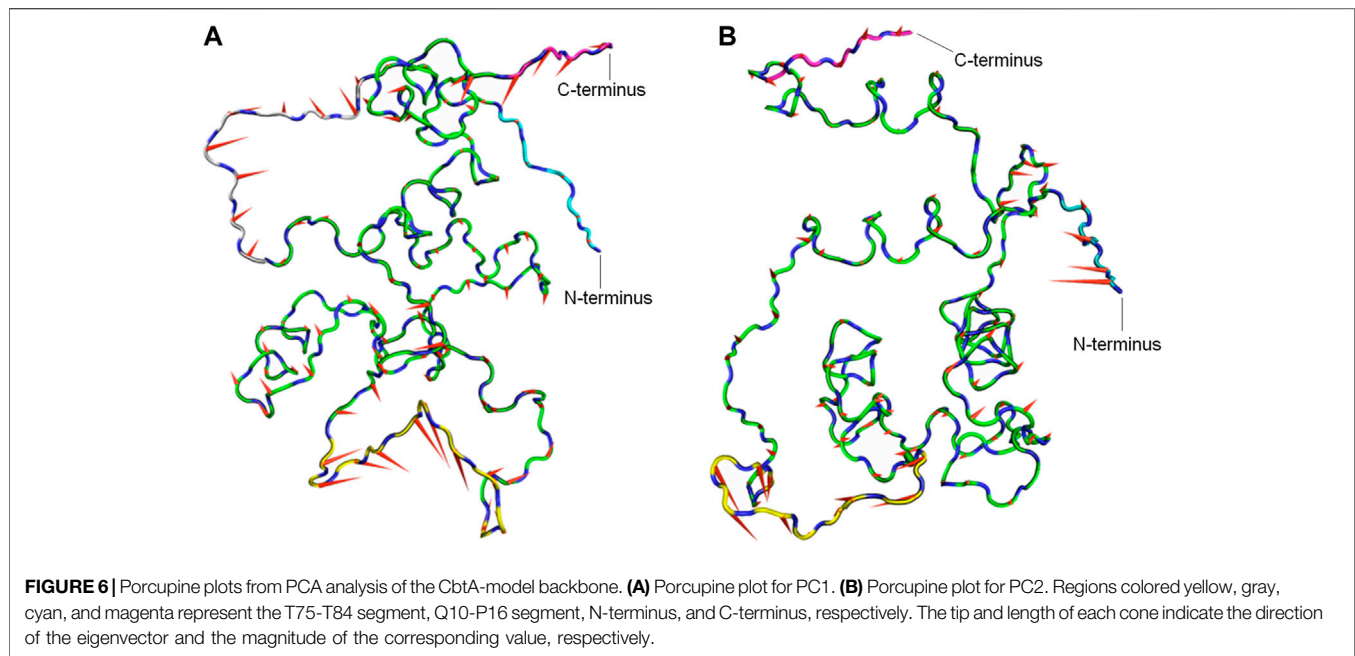 A
C-terminus
N-terminus
B
C-terminus
N-terminus
FIGURE 6 | Porcupine plots from PCA analysis of the CbtA-model backbone. (A) Porcupine plot for PC1. (B) Porcupine plot for PC2. Regions colored yellow, gray,
cyan, and magenta represent the T75-T84 segment, Q10-P16 segment, N-terminus, and C-terminus, respectively. The tip and length of each cone indicate the direction
of the eigenvector and the magnitude of the corresponding value, respectively.